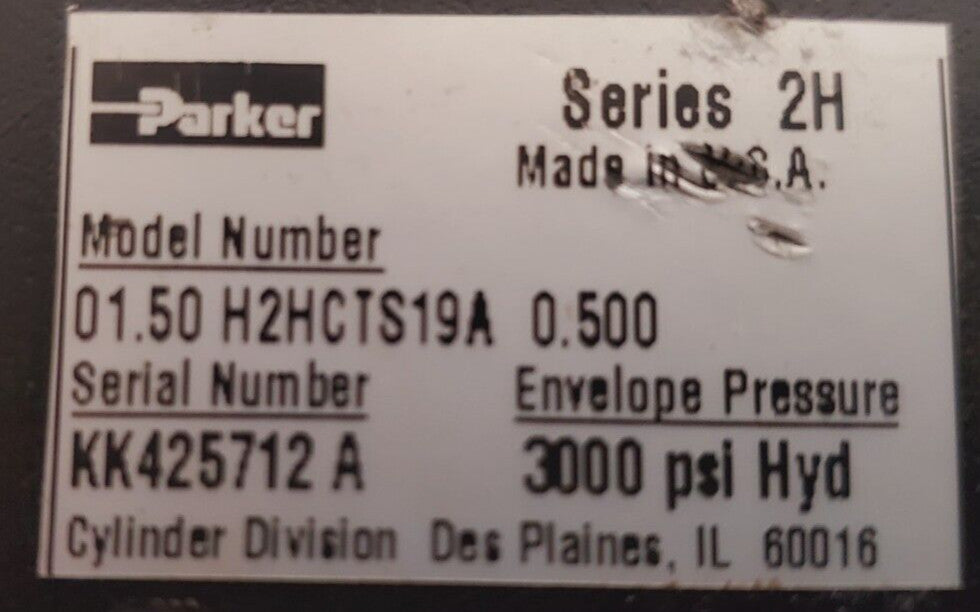 Parker
Series 2H
Made in U.S.A.
Model Number
01.50 H2HCTS19A 0.500
Serial Number Envelope Pressure
KK425712 A 3000 psi Hyd
Cylinder Division Des Plaines, IL 60016